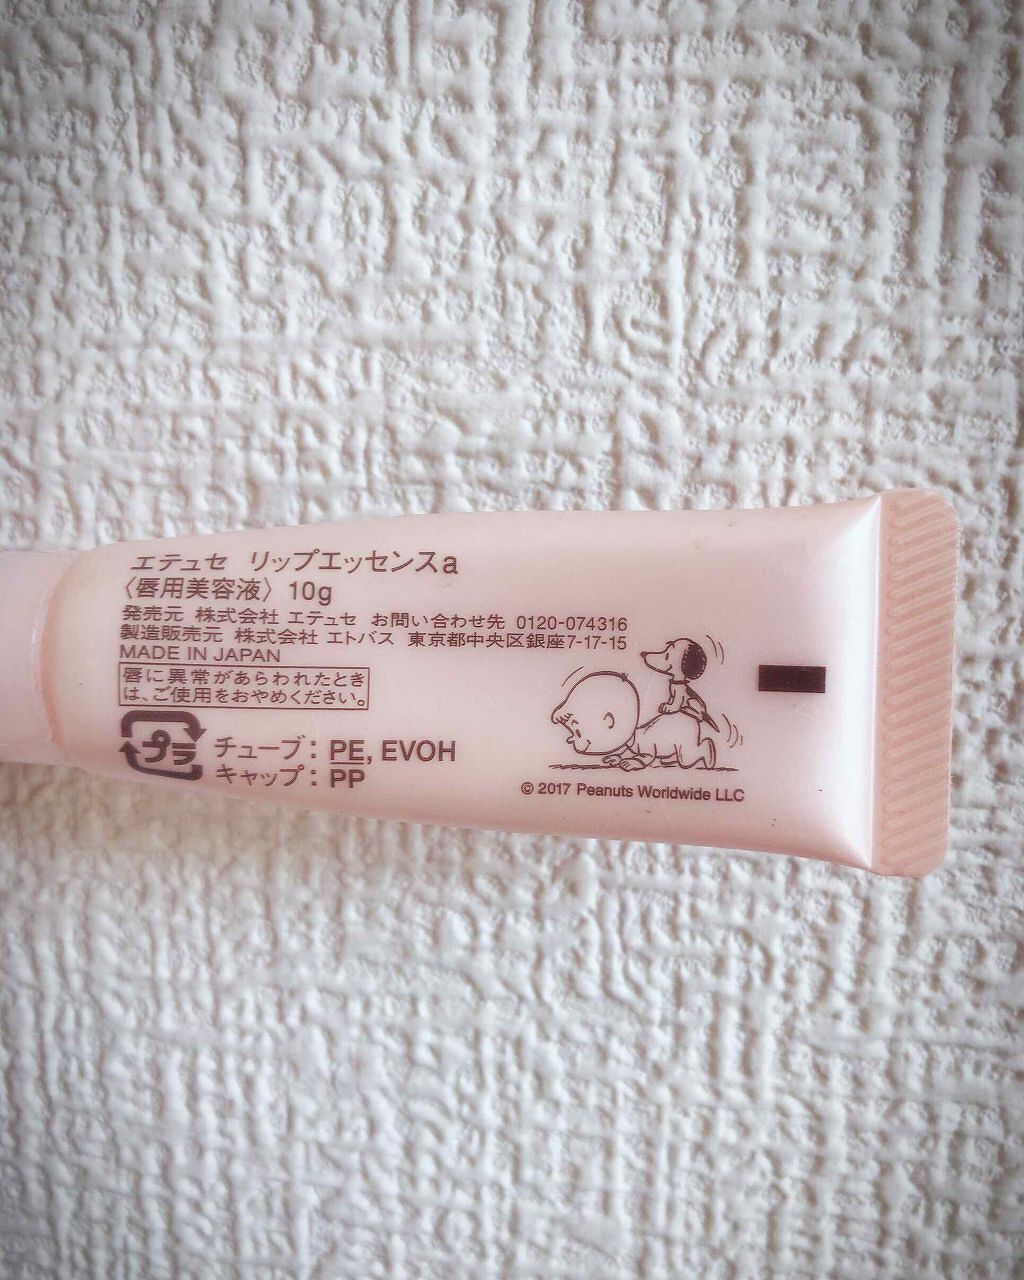 エテュセ リップエッセンスa
〈唇用美容液〉 10g
発売元 株式会社 エテュセ お問い合わせ先 0120-074316
製造販売元 株式会社 エトバス 東京都中央区銀座7-17-15
MADE IN JAPAN
唇に異常があらわれたとき
は、ご使用をおやめください。
プラ チューブ: PE, EVOH
キャップ: PP
© 2017 Peanuts Worldwide LLC